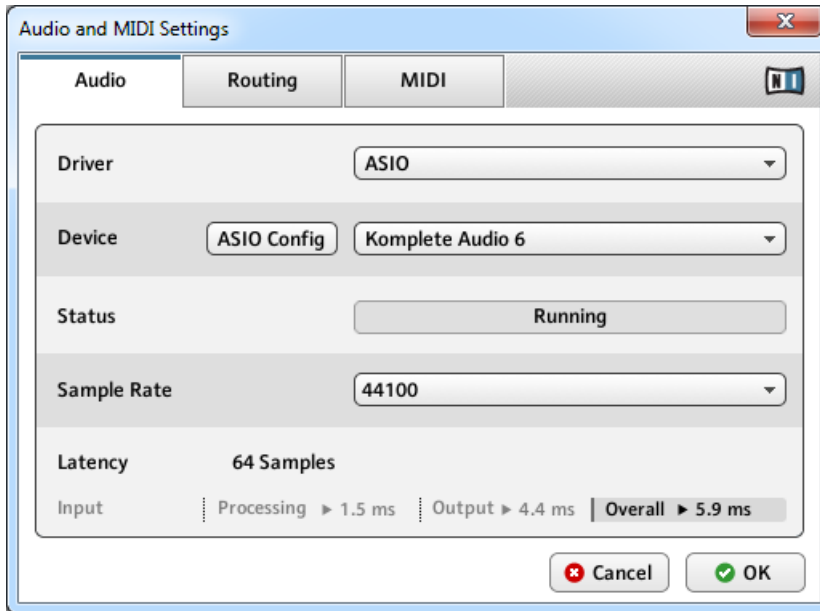 Audio and MIDI Settings
Audio Routing MIDI
NI
Driver ASIO
Device ASIO Config Komplete Audio 6
Status Running
Sample Rate 44100
Latency 64 Samples
Input Processing ▶ 1.5 ms Output ▶ 4.4 ms Overall ▶ 5.9 ms
Cancel OK